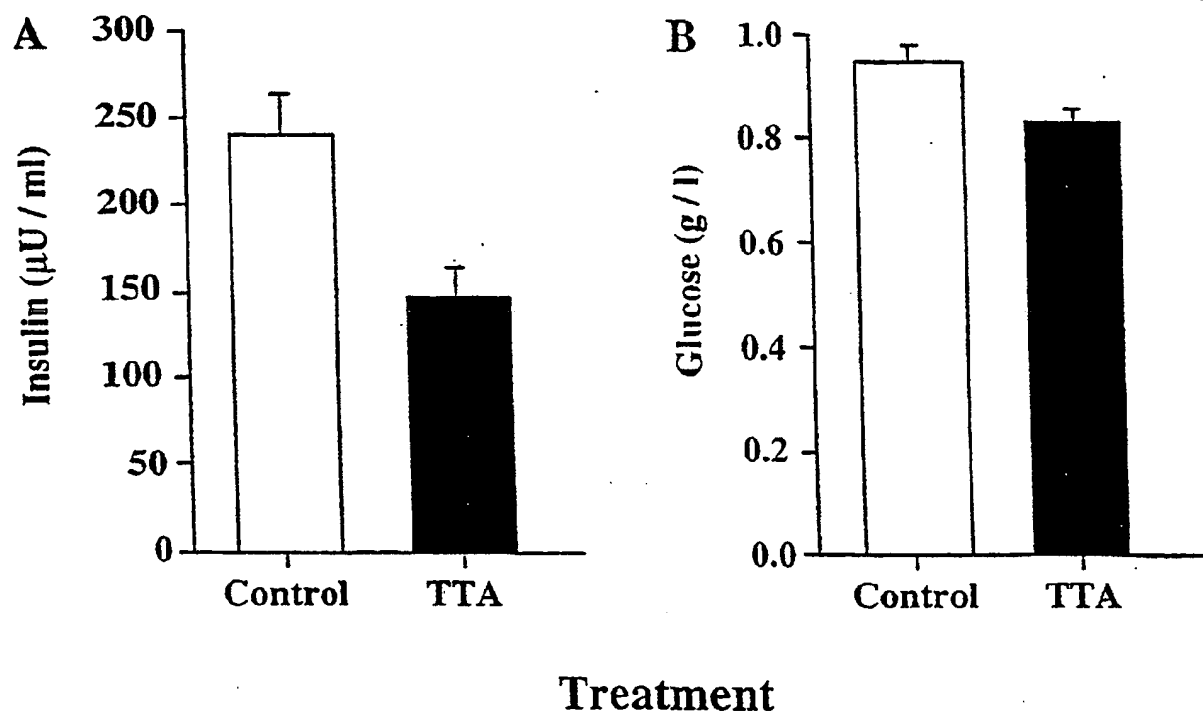 A
300
250
200
150
100
50
0
Insulin (µU / ml)
Control TTA
B
1.0
0.8
0.6
0.4
0.2
0.0
Glucose (g / l)
Control TTA
Treatment